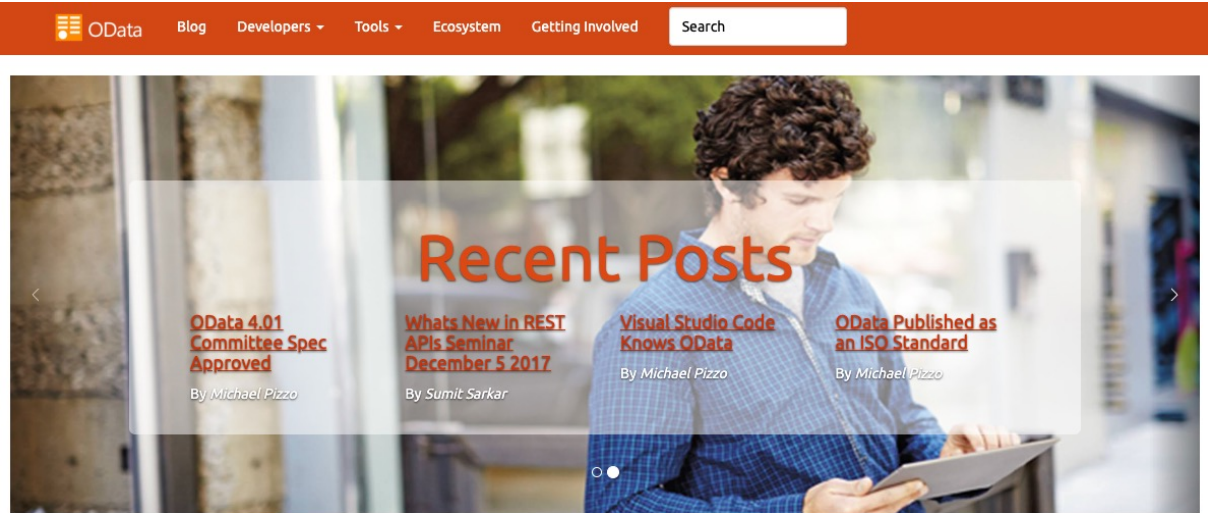 OData Blog Developers Tools Ecosystem Getting Involved Search
Recent Posts
OData 4.01
Committee Spec
Approved
By Michael Pizzo
Whats New in REST
APIs Seminar
December 5 2017
By Sumit Sarkar
Visual Studio Code
Knows OData
By Michael Pizzo
OData Published as
an ISO Standard
By Michael Pizzo